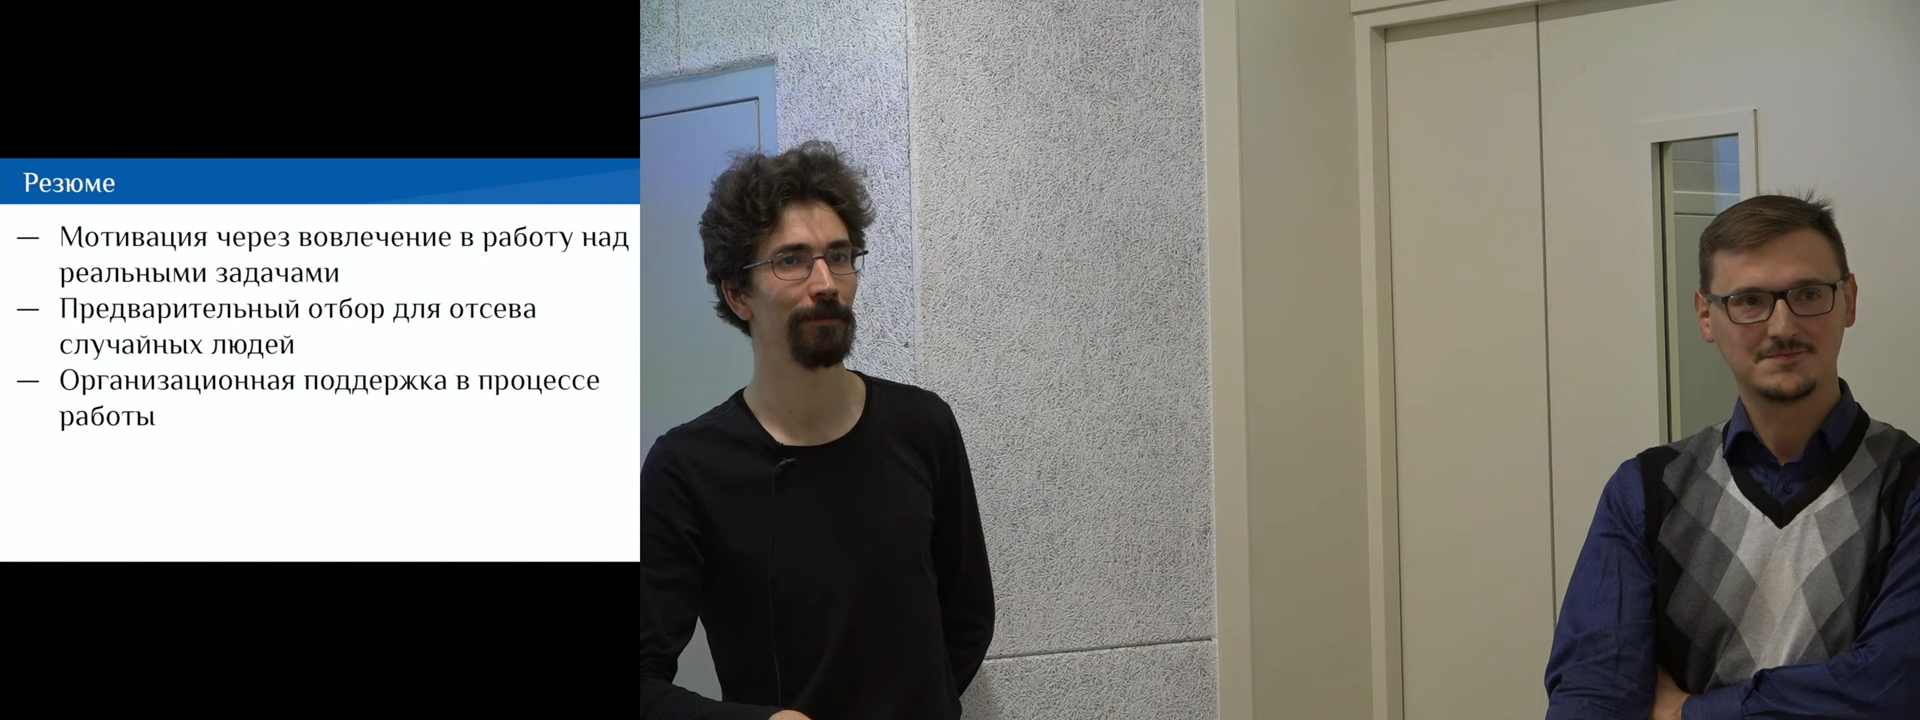 Резюме
— Мотивация через вовлечение в работу над
реальными задачами
— Предварительный отбор для отсева
случайных людей
— Организационная поддержка в процессе
работы